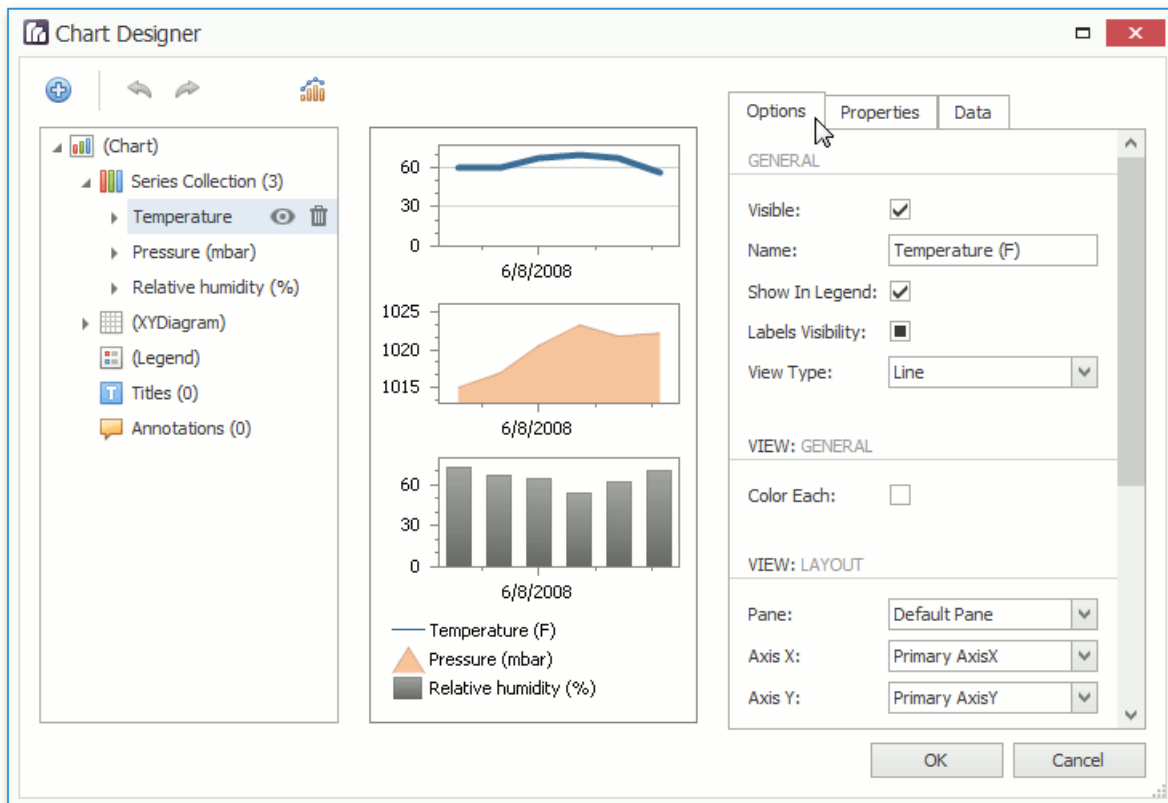 Chart Designer
(Chart)
Series Collection (3)
Temperature
Pressure (mbar)
Relative humidity (%)
(XYDiagram)
(Legend)
Titles (0)
Annotations (0)
60
30
0
6/8/2008
1025
1020
1015
6/8/2008
60
30
0
6/8/2008
Temperature (F)
Pressure (mbar)
Relative humidity (%)
Options Properties Data
GENERAL
Visible:
Name: Temperature (F)
Show In Legend:
Labels Visibility:
View Type: Line
VIEW: GENERAL
Color Each:
VIEW: LAYOUT
Pane: Default Pane
Axis X: Primary AxisX
Axis Y: Primary AxisY
OK Cancel